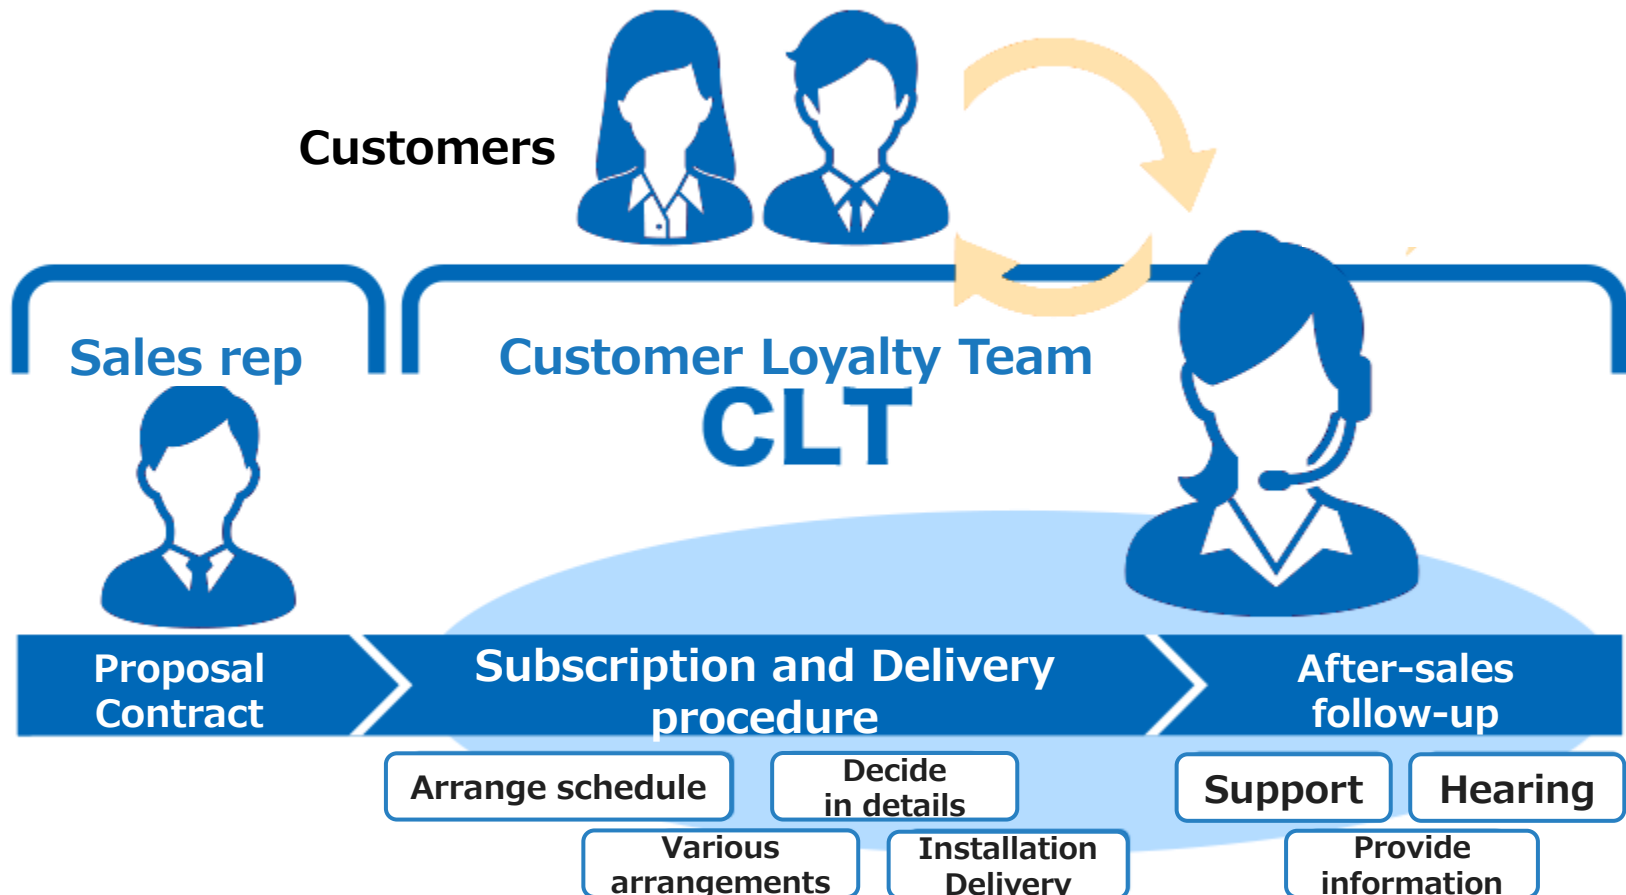 Customers
Sales rep
Customer Loyalty Team
CLT
Proposal
Contract
Subscription and Delivery
procedure
After-sales
follow-up
Arrange schedule
Decide
in details
Support
Hearing
Various
arrangements
Installation
Delivery
Provide
information